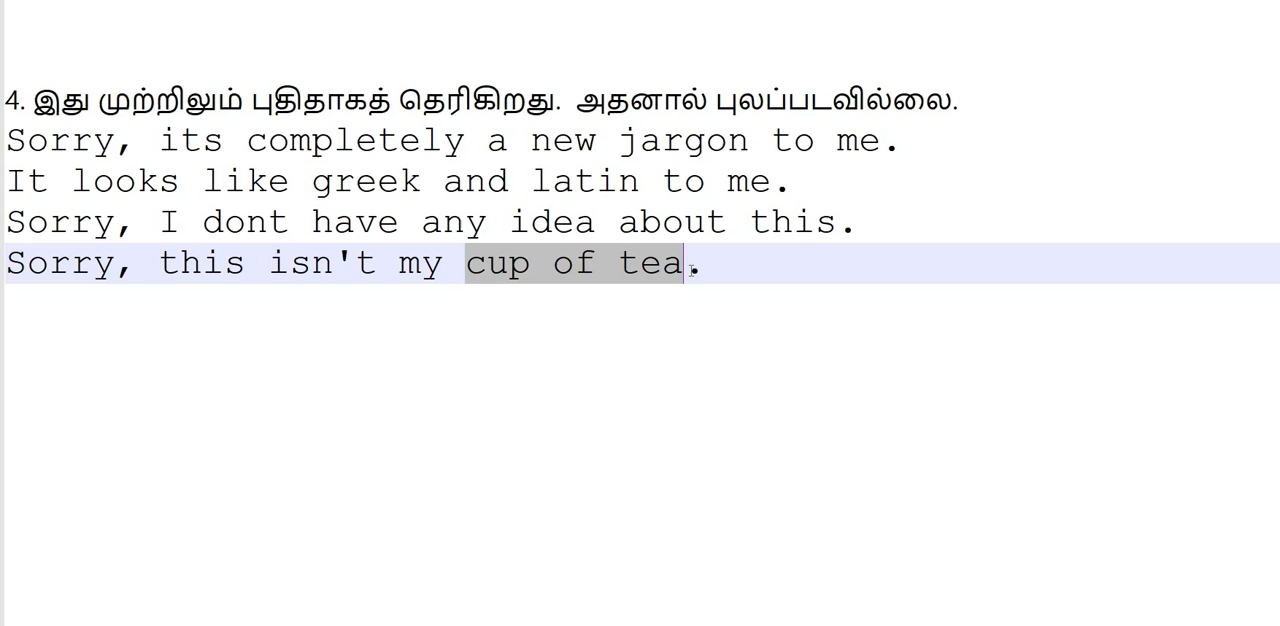 4. இது முற்றிலும் புதிதாகத் தெரிகிறது. அதனால் புலப்படவில்லை.
Sorry, its completely a new jargon to me.
It looks like greek and latin to me.
Sorry, I dont have any idea about this.
Sorry, this isn't my cup of tea.